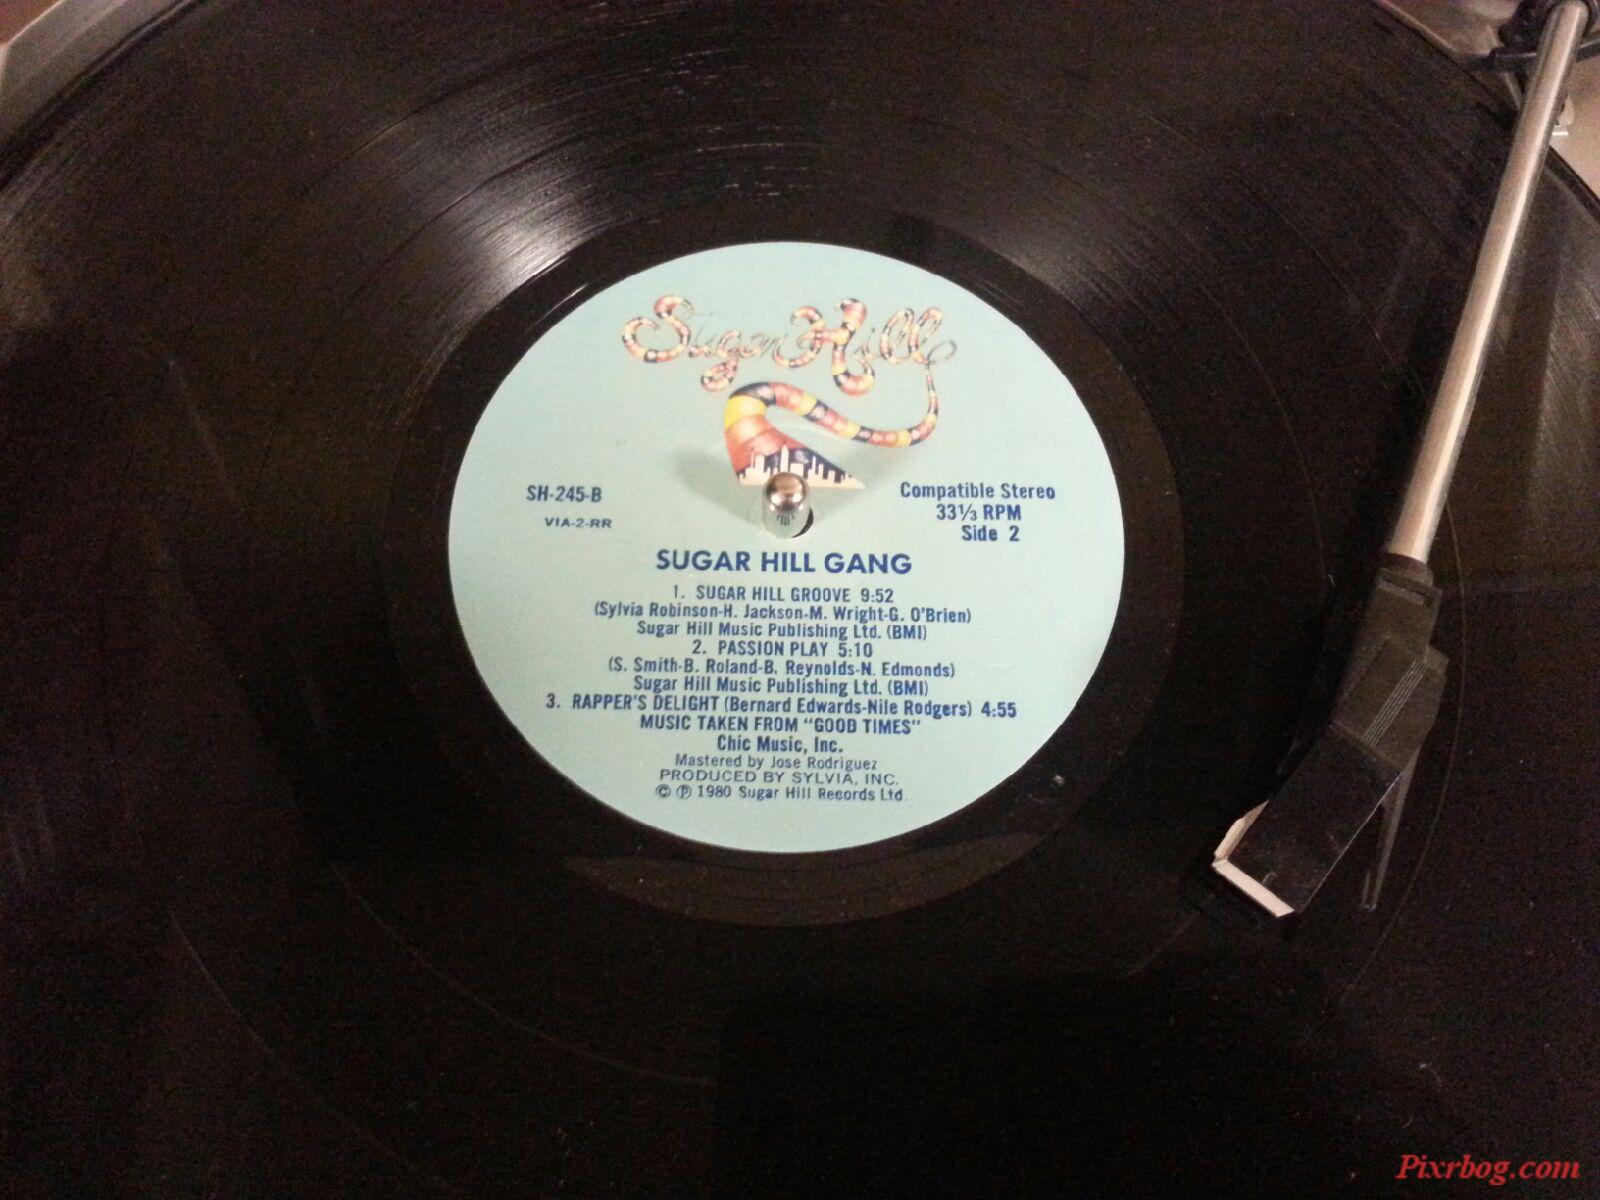 Sugar Hill
SH-245-B
VIA-2-RR
Compatible Stereo
33⅓ RPM
Side 2
SUGAR HILL GANG
1. SUGAR HILL GROOVE 9:52
(Sylvia Robinson-H. Jackson-M. Wright-G. O'Brien)
Sugar Hill Music Publishing Ltd. (BMI)
2. PASSION PLAY 5:10
(S. Smith-B. Roland-B. Reynolds-N. Edmonds)
Sugar Hill Music Publishing Ltd. (BMI)
3. RAPPER'S DELIGHT (Bernard Edwards-Nile Rodgers) 4:55
MUSIC TAKEN FROM "GOOD TIMES"
Chic Music, Inc.
Mastered by Jose Rodriguez
PRODUCED BY SYLVIA, INC.
© ℗ 1980 Sugar Hill Records Ltd.
Pixrbog.com